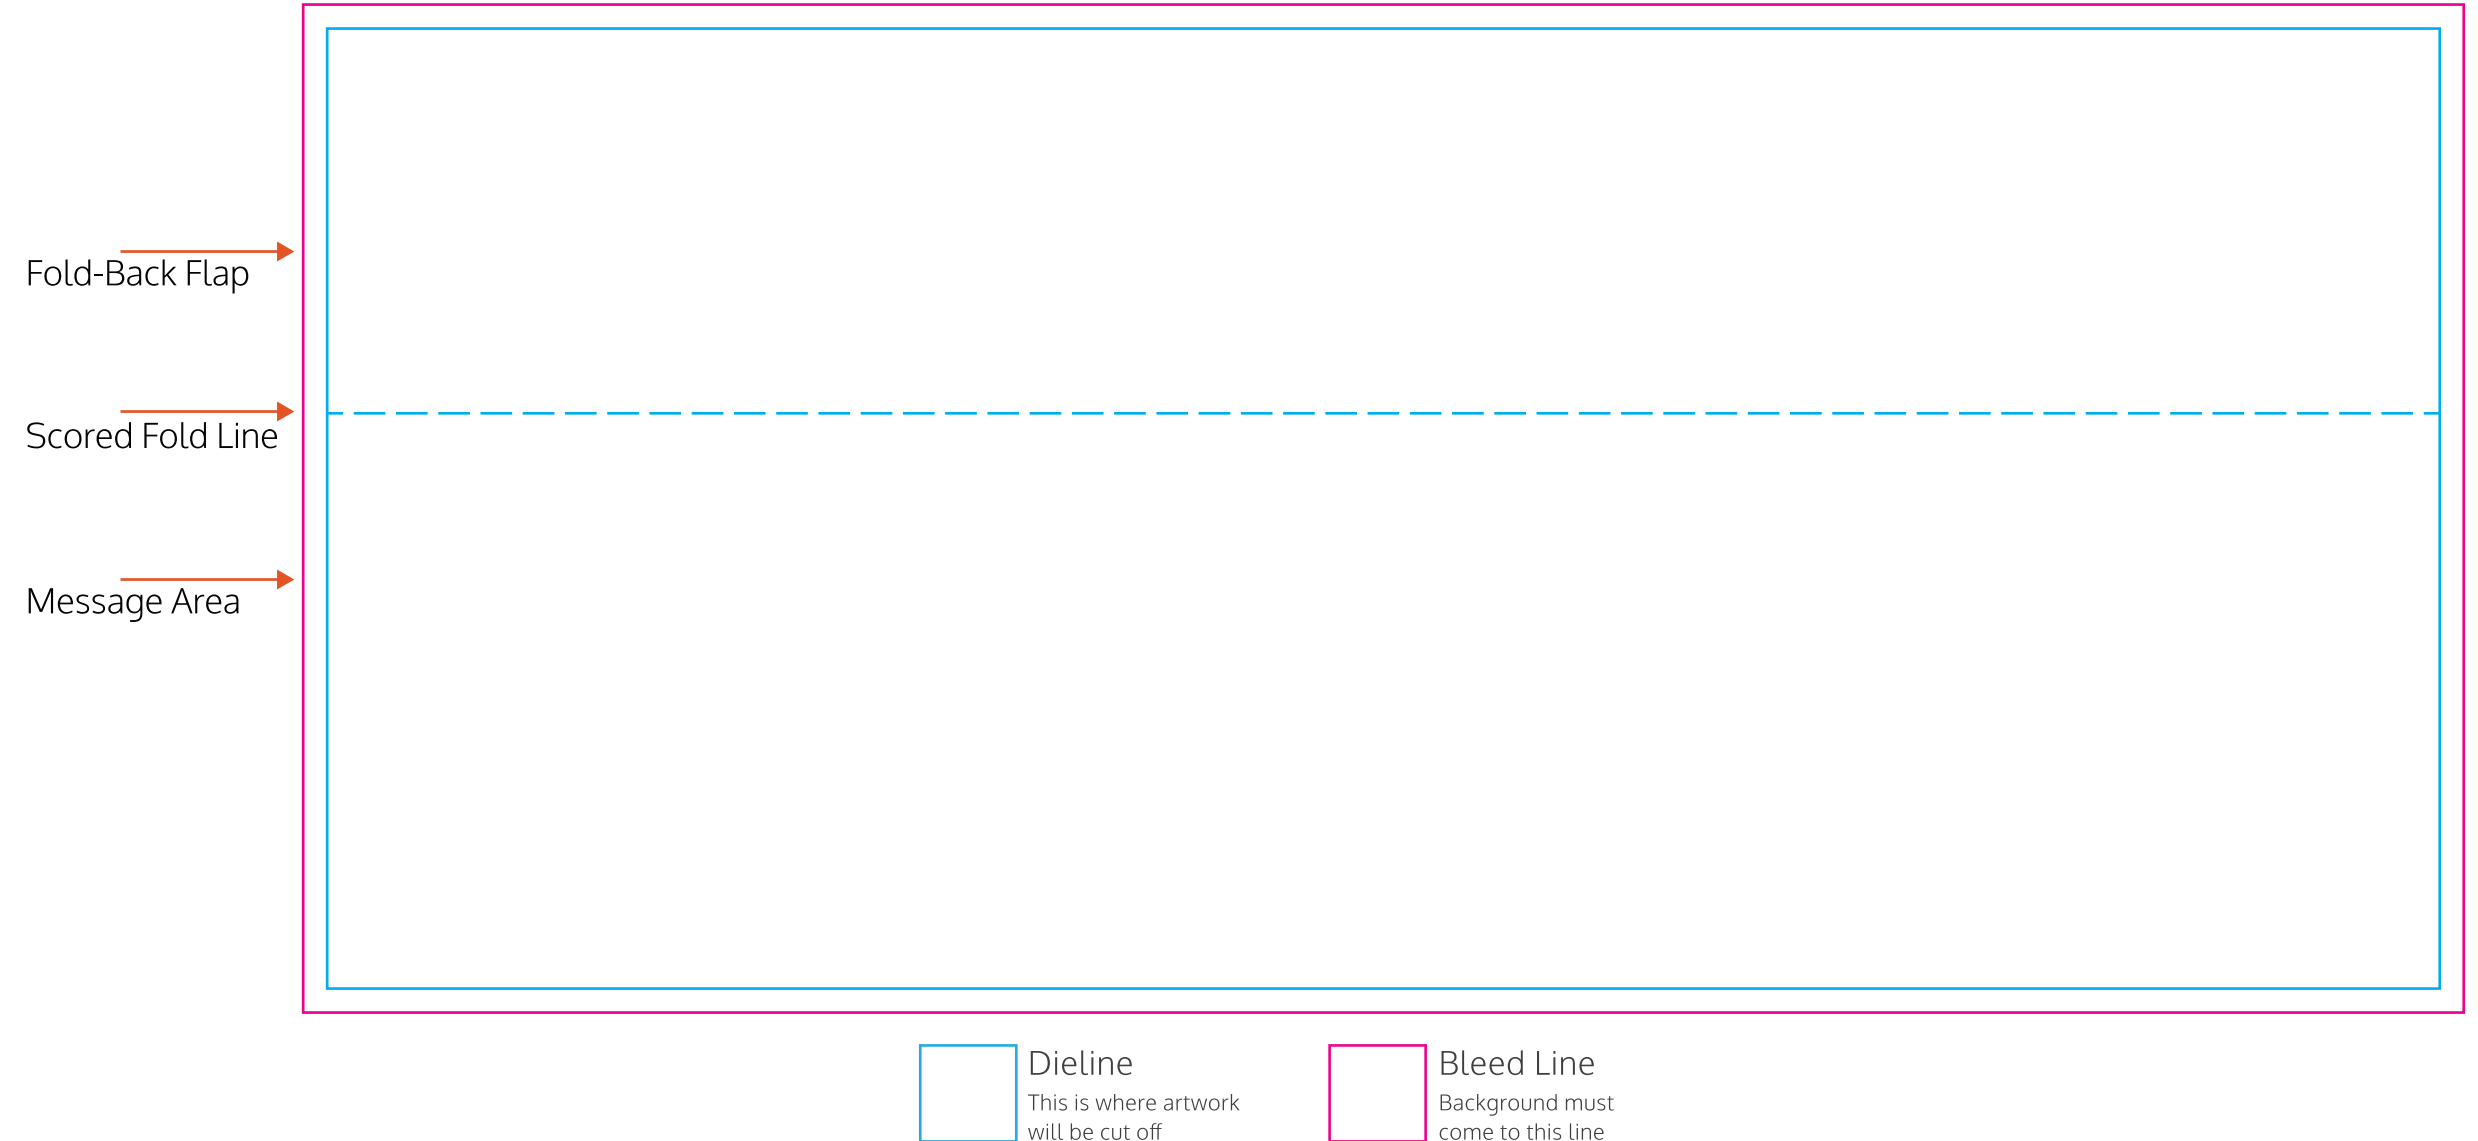 Fold-Back Flap
Scored Fold Line
Message Area
Dieline
This is where artwork
will be cut off
Bleed Line
Background must
come to this line